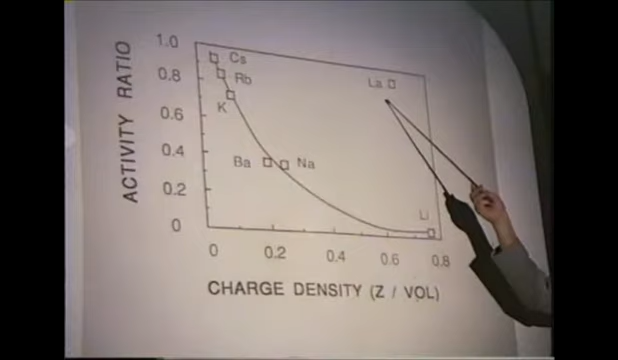 1.0
0.8
0.6
0.4
0.2
0
ACTIVITY RATIO
Cs
Rb
K
La
Ba
Na
Li
0
0.2
0.4
0.6
0.8
CHARGE DENSITY (Z / VOL)